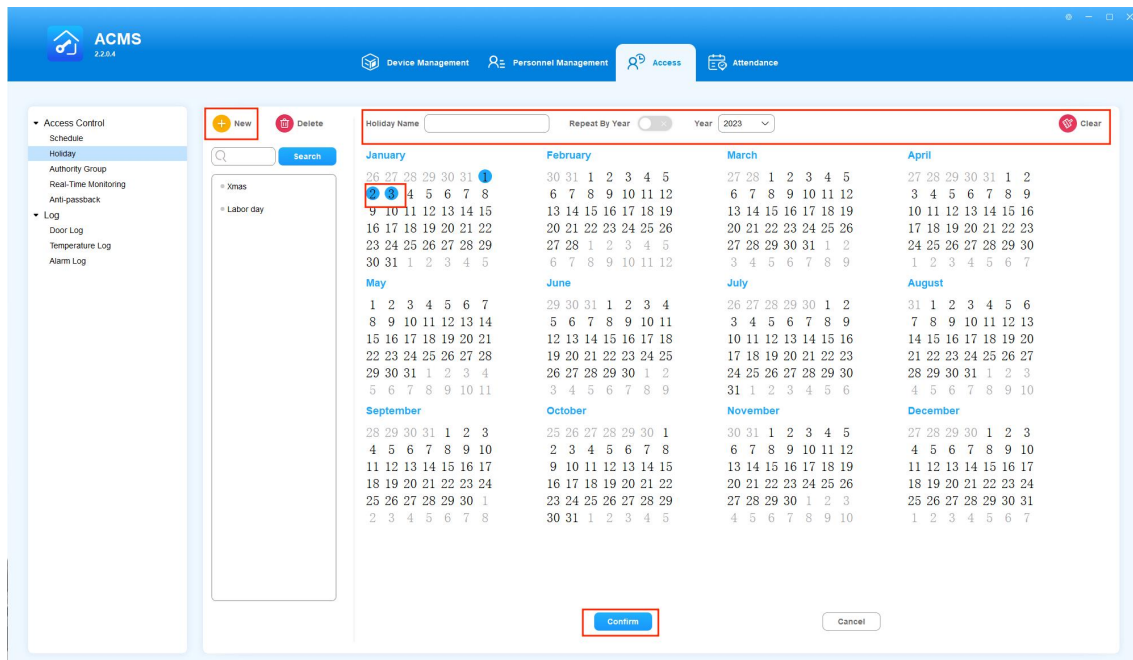 ACMS
2.2.0.4
Device Management
Personnel Management
Access
Attendance
Access Control
Schedule
Holiday
Authority Group
Real-Time Monitoring
Anti-passback
Log
Door Log
Temperature Log
Alarm Log
New
Delete
Search
Xmas
Labor day
Holiday Name
Repeat By Year
Year
2023
Clear
January
26 27 28 29 30 31 1
2 3 4 5 6 7 8
9 10 11 12 13 14 15
16 17 18 19 20 21 22
23 24 25 26 27 28 29
30 31 1 2 3 4 5
February
30 31 1 2 3 4 5
6 7 8 9 10 11 12
13 14 15 16 17 18 19
20 21 22 23 24 25 26
27 28 1 2 3 4 5
6 7 8 9 10 11 12
March
27 28 1 2 3 4 5
6 7 8 9 10 11 12
13 14 15 16 17 18 19
20 21 22 23 24 25 26
27 28 29 30 31 1 2
3 4 5 6 7 8 9
April
27 28 29 30 31 1 2
3 4 5 6 7 8 9
10 11 12 13 14 15 16
17 18 19 20 21 22 23
24 25 26 27 28 29 30
1 2 3 4 5 6 7
May
1 2 3 4 5 6 7
8 9 10 11 12 13 14
15 16 17 18 19 20 21
22 23 24 25 26 27 28
29 30 31 1 2 3 4
5 6 7 8 9 10 11
June
29 30 31 1 2 3 4
5 6 7 8 9 10 11
12 13 14 15 16 17 18
19 20 21 22 23 24 25
26 27 28 29 30 1 2
3 4 5 6 7 8 9
July
26 27 28 29 30 1 2
3 4 5 6 7 8 9
10 11 12 13 14 15 16
17 18 19 20 21 22 23
24 25 26 27 28 29 30
31 1 2 3 4 5 6
August
31 1 2 3 4 5 6
7 8 9 10 11 12 13
14 15 16 17 18 19 20
21 22 23 24 25 26 27
28 29 30 31 1 2 3
4 5 6 7 8 9 10
September
28 29 30 31 1 2 3
4 5 6 7 8 9 10
11 12 13 14 15 16 17
18 19 20 21 22 23 24
25 26 27 28 29 30 1
2 3 4 5 6 7 8
October
25 26 27 28 29 30 1
2 3 4 5 6 7 8
9 10 11 12 13 14 15
16 17 18 19 20 21 22
23 24 25 26 27 28 29
30 31 1 2 3 4 5
November
30 31 1 2 3 4 5
6 7 8 9 10 11 12
13 14 15 16 17 18 19
20 21 22 23 24 25 26
27 28 29 30 1 2 3
4 5 6 7 8 9 10
December
27 28 29 30 1 2 3
4 5 6 7 8 9 10
11 12 13 14 15 16 17
18 19 20 21 22 23 24
25 26 27 28 29 30 31
1 2 3 4 5 6 7
Confirm
Cancel